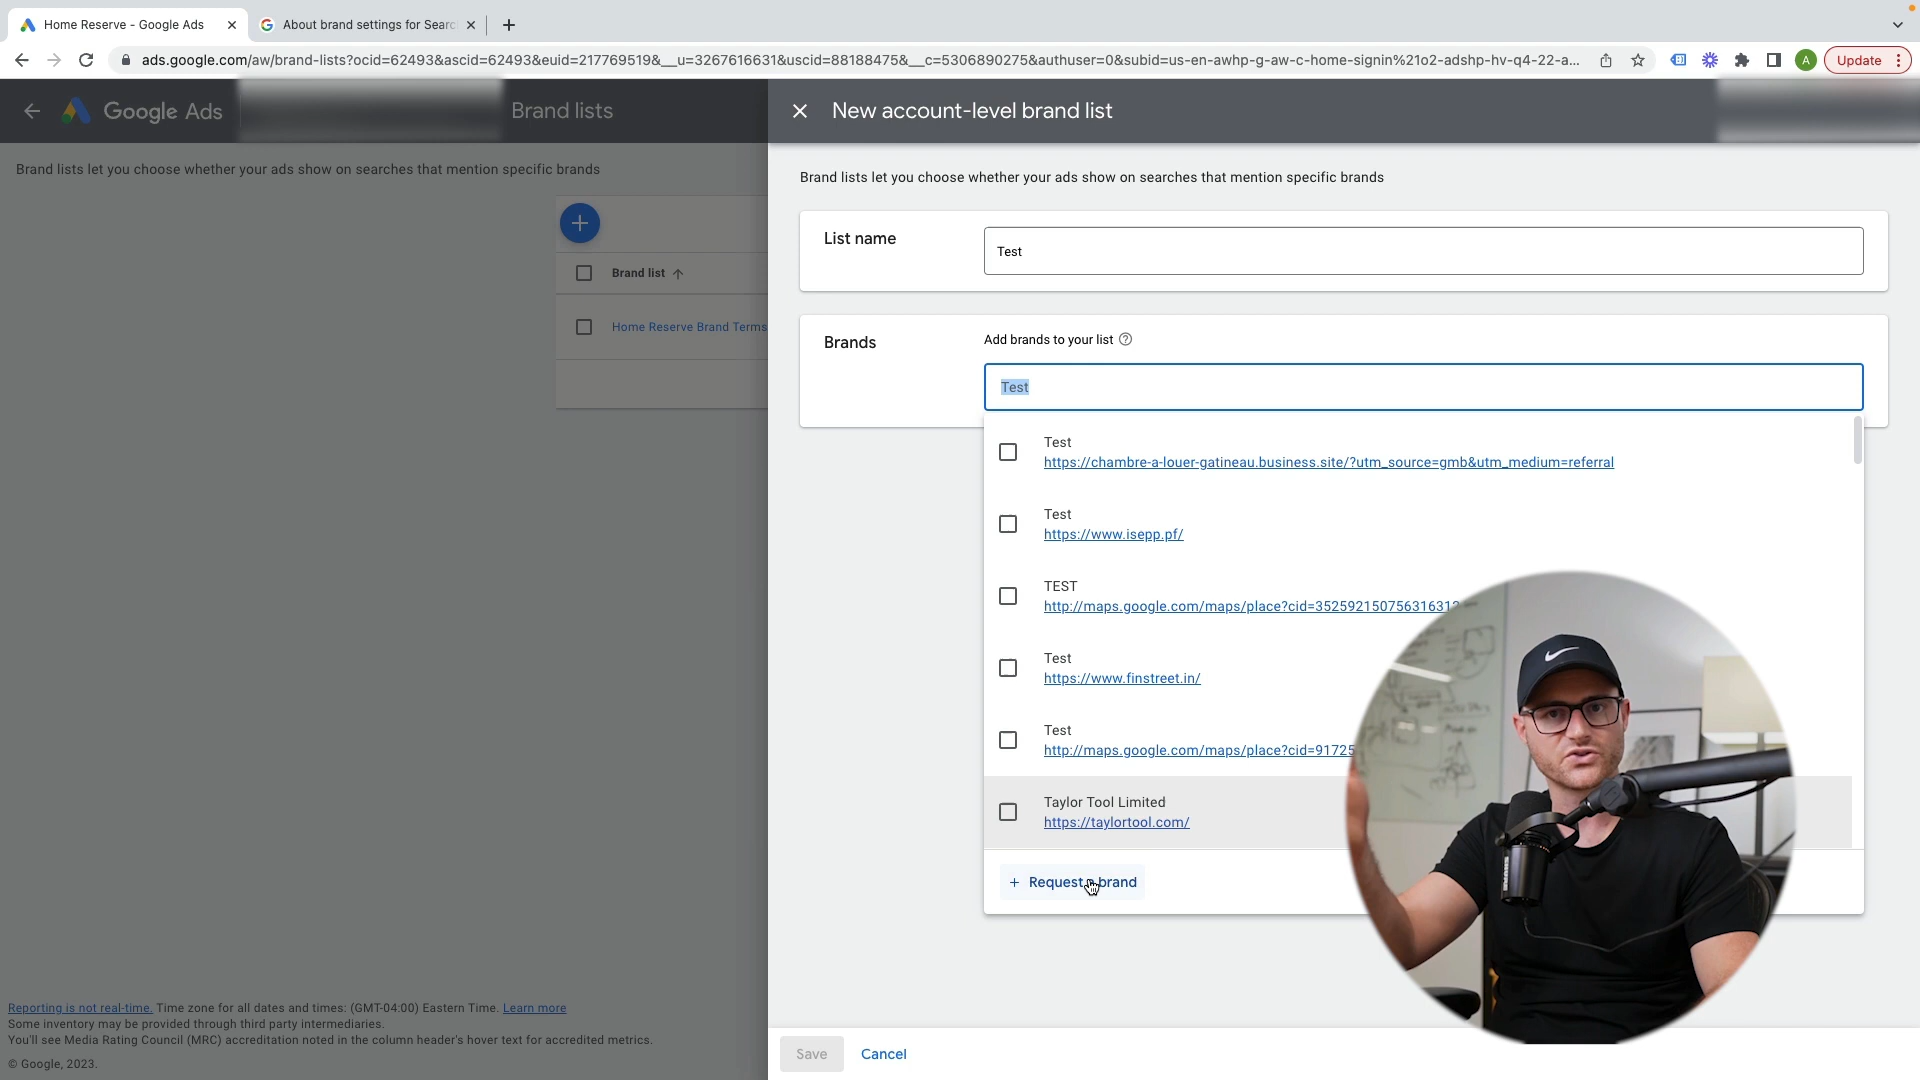 Home Reserve - Google Ads
About brand settings for Searc
ads.google.com/aw/brand-lists?ocid=62493&ascid=62493&euid=217769519&__u=3267616631&uscid=88188475&__c=5306890275&authuser=0&subid=us-en-awhp-g-aw-c-home-signin%21o2-adshp-hv-q4-22-a...
A
Update
Google Ads
Brand lists
New account-level brand list
Brand lists let you choose whether your ads show on searches that mention specific brands
Brand list
Home Reserve Brand Terms
Brand lists let you choose whether your ads show on searches that mention specific brands
List name
Test
Brands
Add brands to your list
Test
Test
https://chambre-a-louer-gatineau.business.site/?utm_source=gmb&utm_medium=referral
Test
https://www.isepp.pf/
TEST
http://maps.google.com/maps/place?cid=352592150756316312
Test
https://www.finstreet.in/
Test
http://maps.google.com/maps/place?cid=91725
Taylor Tool Limited
https://taylortool.com/
+ Request a brand
Reporting is not real-time. Time zone for all dates and times: (GMT-04:00) Eastern Time. Learn more
Some inventory may be provided through third party intermediaries.
You'll see Media Rating Council (MRC) accreditation noted in the column header's hover text for accredited metrics.
© Google, 2023.
Save
Cancel